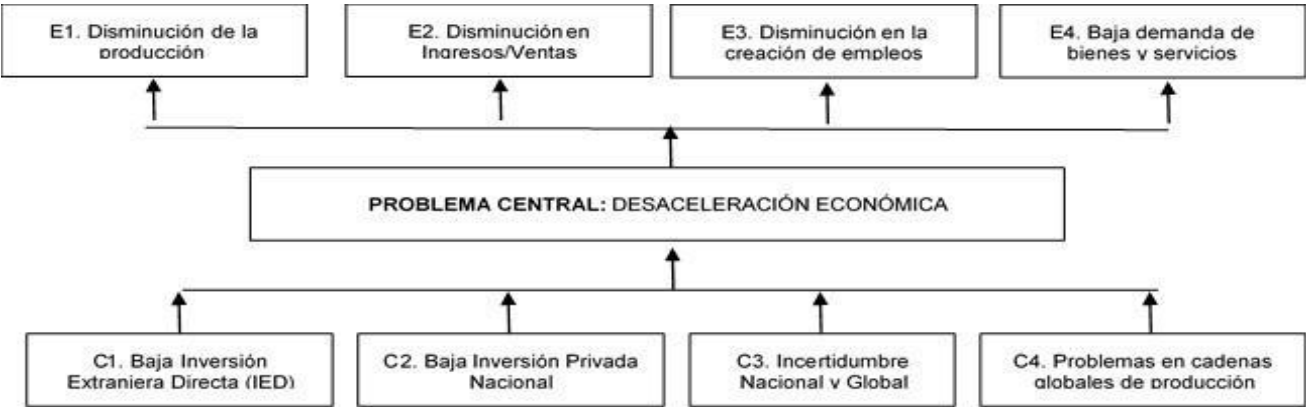 E1. Disminución de la
producción
E2. Disminución en
Ingresos/Ventas
E3. Disminución en la
creación de empleos
E4. Baja demanda de
bienes y servicios
PROBLEMA CENTRAL: DESACELERACIÓN ECONÓMICA
C1. Baja Inversión
Extranjera Directa (IED)
C2. Baja Inversión Privada
Nacional
C3. Incertidumbre
Nacional y Global
C4. Problemas en cadenas
globales de producción